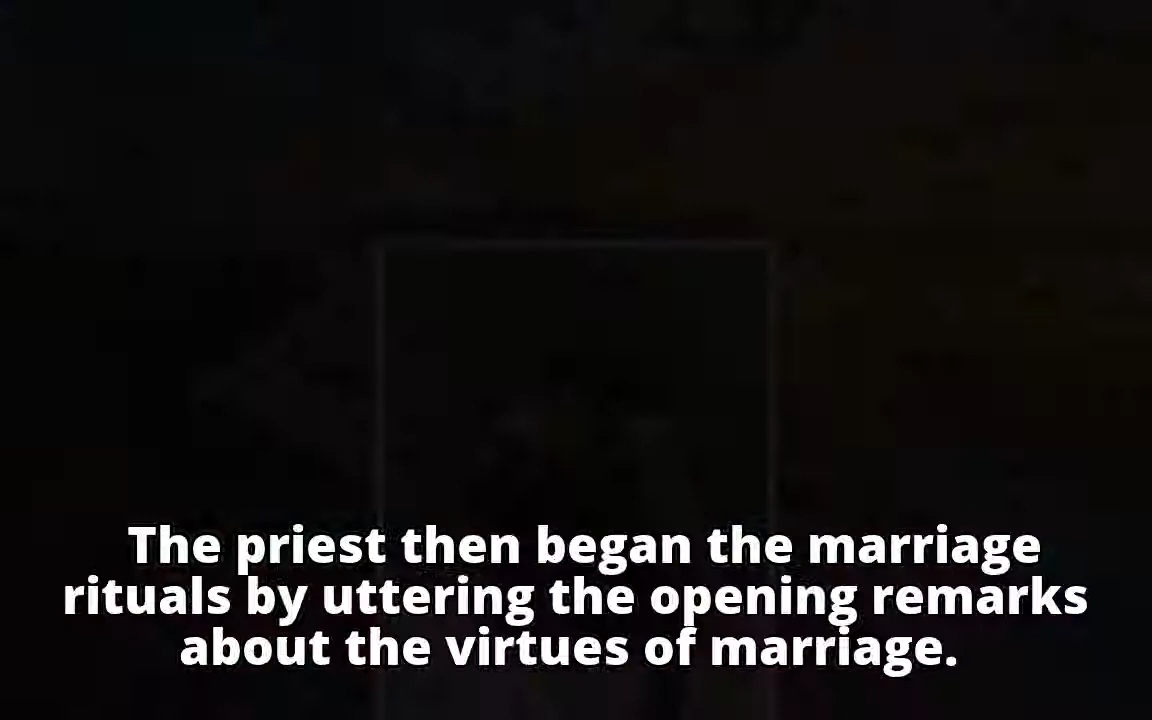 The priest then began the marriage
rituals by uttering the opening remarks
about the virtues of marriage.